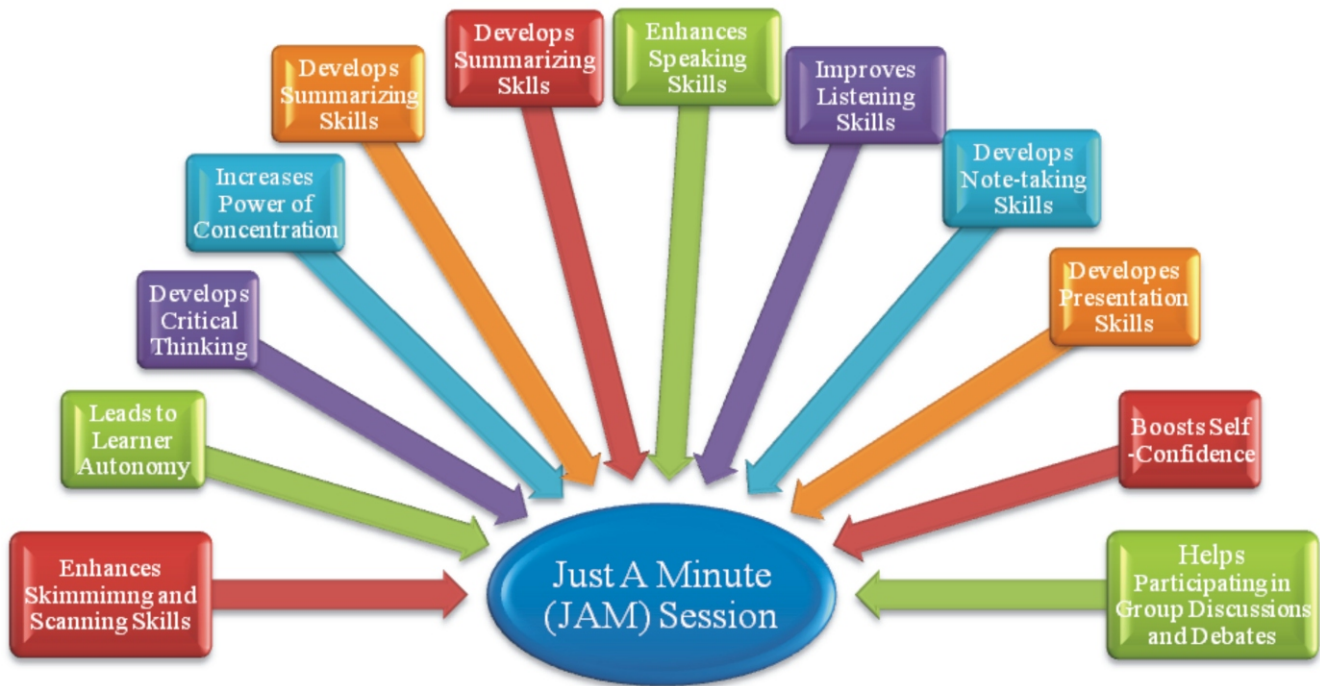 Enhances
Skimmimng and
Scanning Skills
Leads to
Learner
Autonomy
Develops
Critical
Thinking
Increases
Power of
Concentration
Develops
Summarizing
Skills
Develops
Summarizing
Sklls
Enhances
Speaking
Skills
Improves
Listening
Skills
Develops
Note-taking
Skills
Developes
Presentation
Skills
Boosts Self
-Confidence
Helps
Participating in
Group Discussions
and Debates
Just A Minute
(JAM) Session